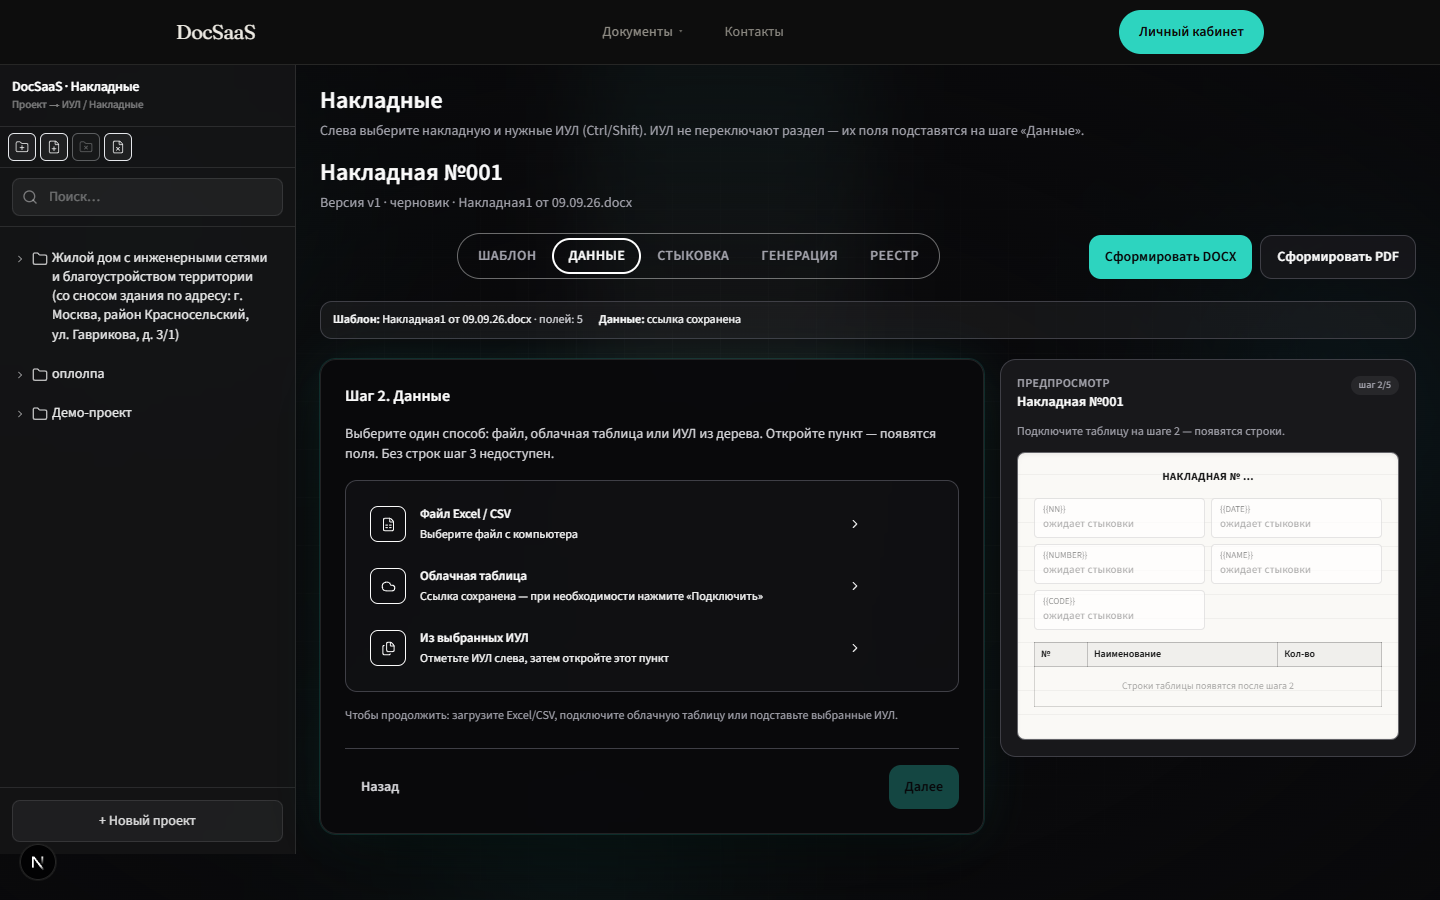 DocSaaS
Документы
Контакты
Личный кабинет
DocSaaS · Накладные
Проект → ИУЛ / Накладные
Поиск...
Жилой дом с инженерными сетями
и благоустройством территории
(со сносом здания по адресу: г.
Москва, район Красносельский,
ул. Гаврикова, д. 3/1)
оплолпа
Демо-проект
+ Новый проект
N
Накладные
Слева выберите накладную и нужные ИУЛ (Ctrl/Shift). ИУЛ не переключают раздел — их поля подставятся на шаге «Данные».
Накладная №001
Версия v1 · черновик · Накладная1 от 09.09.26.docx
ШАБЛОН
ДАННЫЕ
СТЫКОВКА
ГЕНЕРАЦИЯ
РЕЕСТР
Сформировать DOCX
Сформировать PDF
Шаблон: Накладная1 от 09.09.26.docx · полей: 5 Данные: ссылка сохранена
Шаг 2. Данные
Выберите один способ: файл, облачная таблица или ИУЛ из дерева. Откройте пункт — появятся
поля. Без строк шаг 3 недоступен.
Файл Excel / CSV
Выберите файл с компьютера
Облачная таблица
Ссылка сохранена — при необходимости нажмите «Подключить»
Из выбранных ИУЛ
Отметьте ИУЛ слева, затем откройте этот пункт
Чтобы продолжить: загрузите Excel/CSV, подключите облачную таблицу или подставьте выбранные ИУЛ.
Назад
Далее
ПРЕДПРОСМОТР
шаг 2/5
Накладная №001
Подключите таблицу на шаге 2 — появятся строки.
НАКЛАДНАЯ № ...
{{NN}}
ожидает стыковки
{{DATE}}
ожидает стыковки
{{NUMBER}}
ожидает стыковки
{{NAME}}
ожидает стыковки
{{CODE}}
ожидает стыковки
№ Наименование Кол-во
Строки таблицы появятся после шага 2